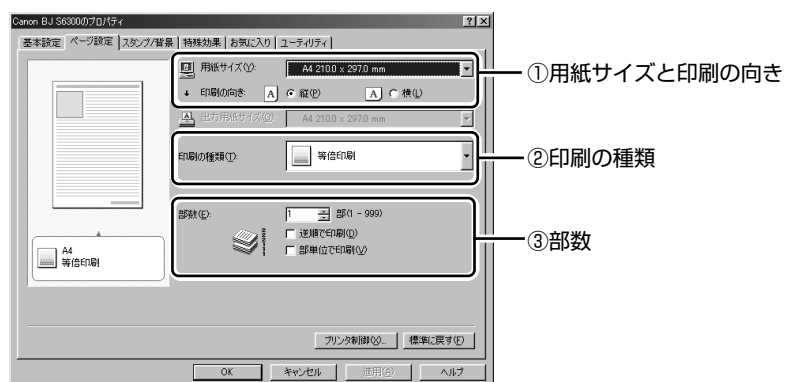 Canon BJ S6300のプロパティ
基本設定 ページ設定 スタンプ/背景 特殊効果 お気に入り ユーティリティ
用紙サイズ(Z): A4 210.0 x 297.0 mm
印刷の向き: A 縦(P) A 横(L)
出力用紙サイズ(O): A4 210.0 x 297.0 mm
印刷の種類(T): 等倍印刷
部数(E): 1 部(1 - 999)
逆順で印刷(D)
部単位で印刷(V)
A4
等倍印刷
プリンタ制御(X)... 標準に戻す(F)
OK キャンセル 適用(A) ヘルプ
①用紙サイズと印刷の向き
②印刷の種類
③部数